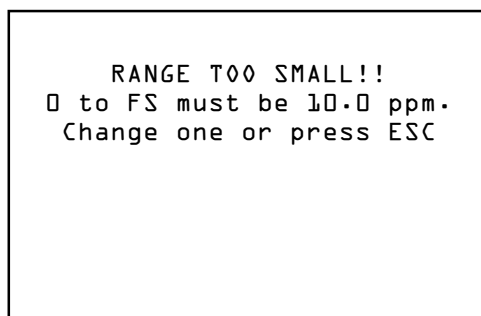 RANGE TOO SMALL!!
0 to FS must be 10.0 ppm.
Change one or press ESC